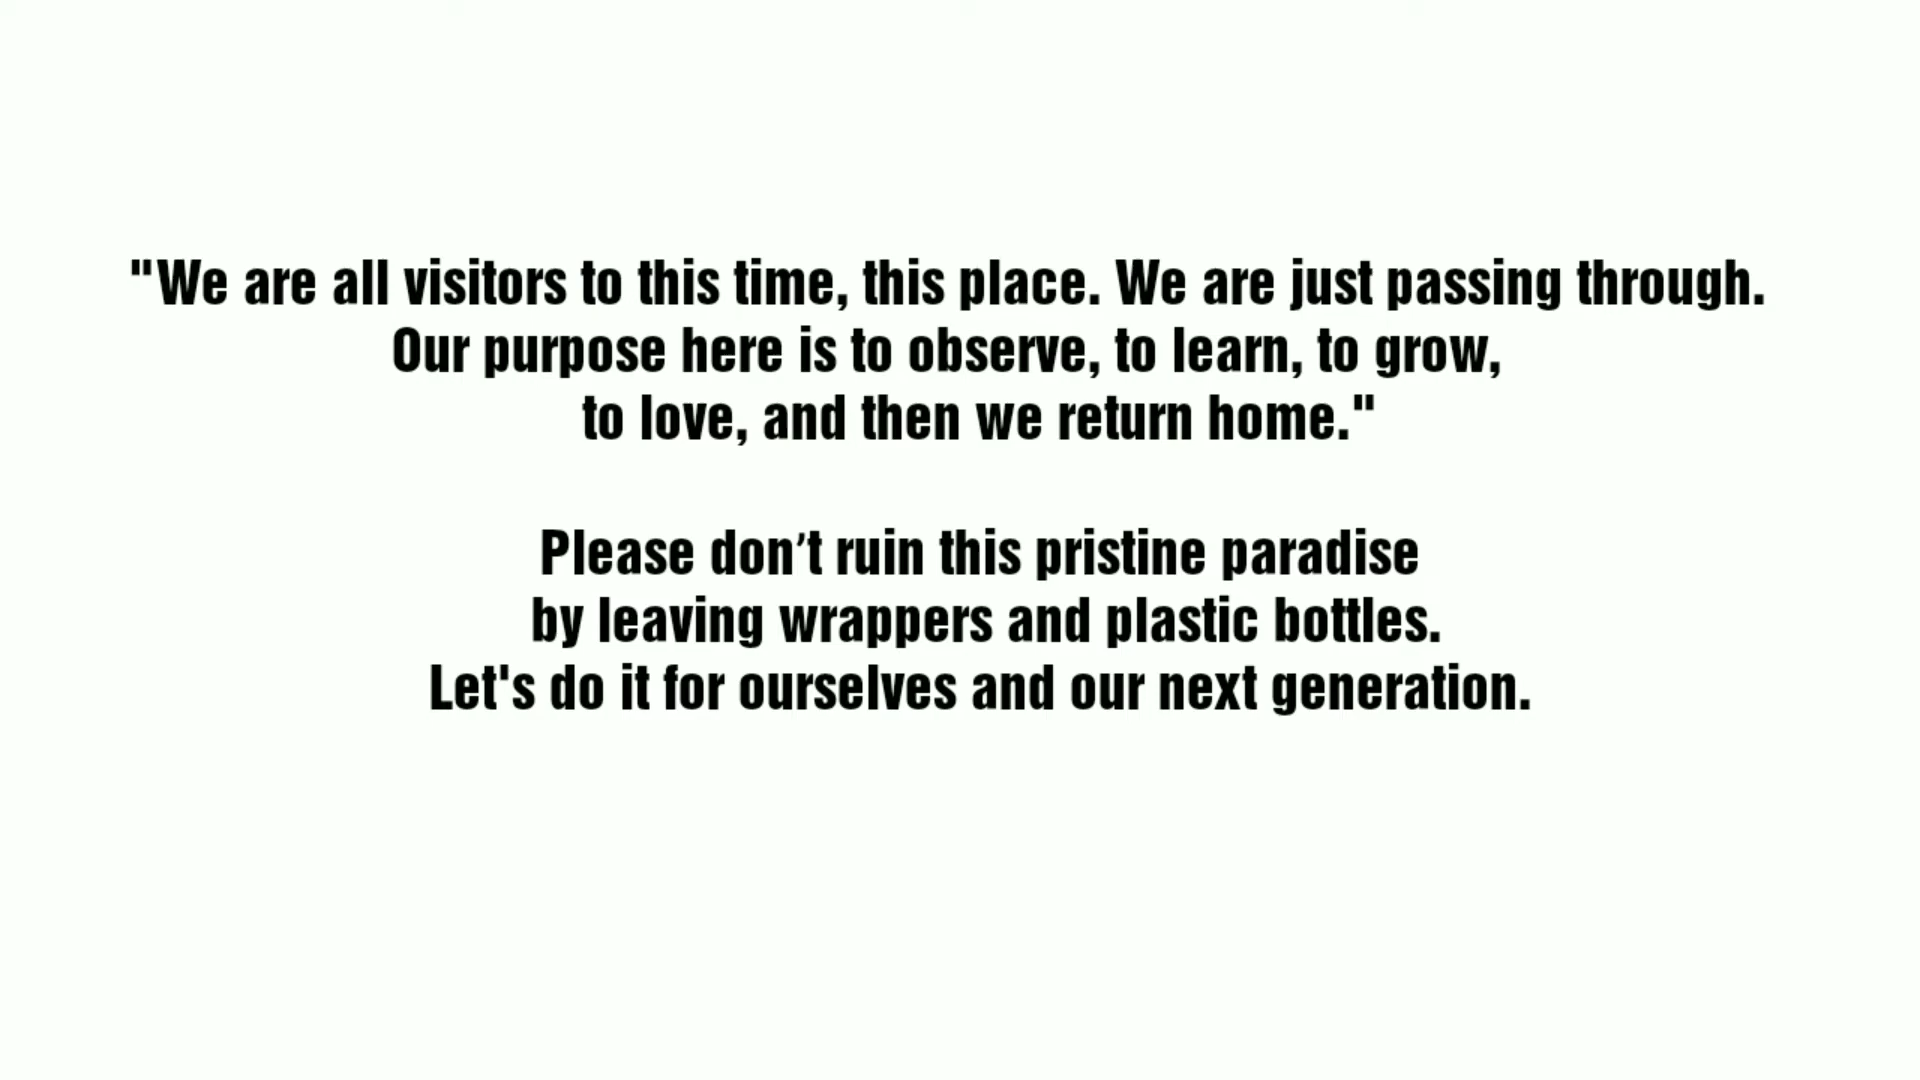 "We are all visitors to this time, this place. We are just passing through.
Our purpose here is to observe, to learn, to grow,
to love, and then we return home."
Please don’t ruin this pristine paradise
by leaving wrappers and plastic bottles.
Let's do it for ourselves and our next generation.